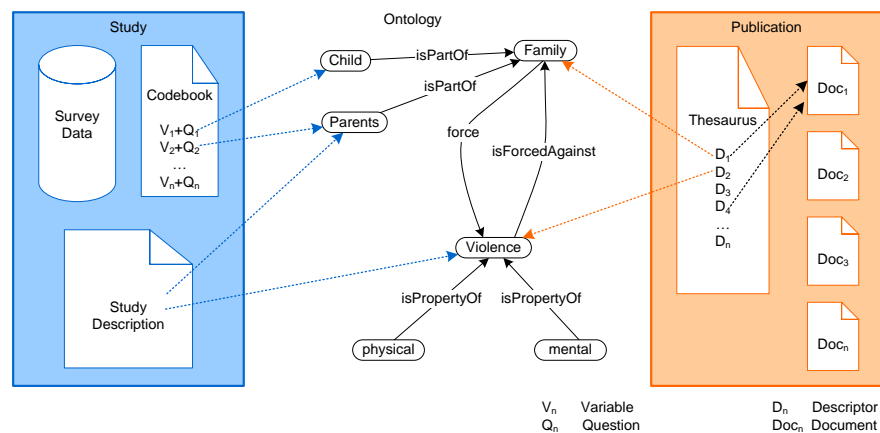 Study
Ontology
Publication
Survey
Data
Codebook
V1+Q1
V2+Q2
...
Vn+Qn
Study
Description
Child
isPartOf
Family
isPartOf
Parents
force
isForcedAgainst
Violence
isPropertyOf
isPropertyOf
physical
mental
Thesaurus
D1
D2
D3
D4
...
Dn
Doc1
Doc2
Doc3
Docn
Vn Variable
Qn Question
Dn Descriptor
Docn Document